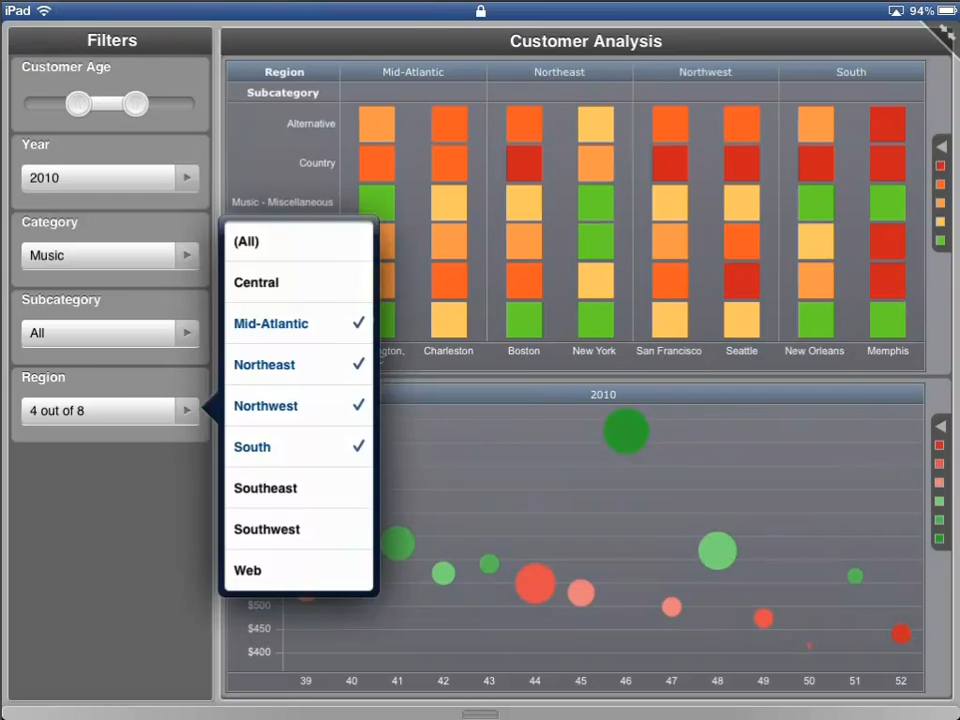 iPad 94%
Filters
Customer Analysis
Customer Age
Year
2010
Category
Music
Subcategory
All
Region
4 out of 8
Region Mid-Atlantic Northeast Northwest South
Subcategory
Alternative
Country
Music - Miscellaneous
Charleston Boston New York San Francisco Seattle New Orleans Memphis
(All)
Central
Mid-Atlantic
Northeast
Northwest
South
Southeast
Southwest
Web
2010
$500
$450
$400
39 40 41 42 43 44 45 46 47 48 49 50 51 52